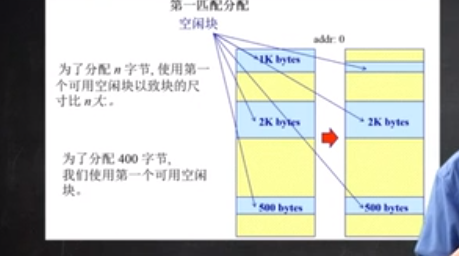 第一匹配分配
空闲块
addr: 0
为了分配 n 字节, 使用第一
个可用空闲块以致块的尺
寸比 n大。
为了分配 400 字节,
我们使用第一个可用空闲
块。
1K bytes
2K bytes
500 bytes
2K bytes
500 bytes